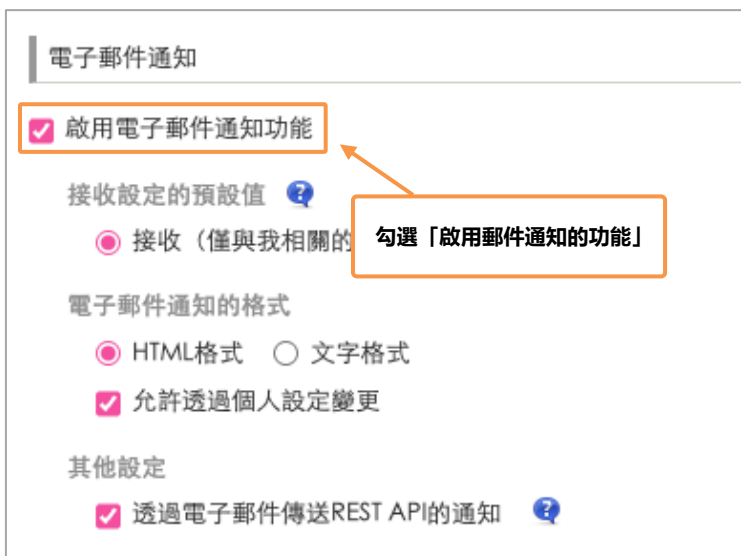 電子郵件通知
啟用電子郵件通知功能
接收設定的預設值
接收（僅與我相關的
勾選「啟用郵件通知的功能」
電子郵件通知的格式
HTML格式 文字格式
允許透過個人設定變更
其他設定
透過電子郵件傳送REST API的通知